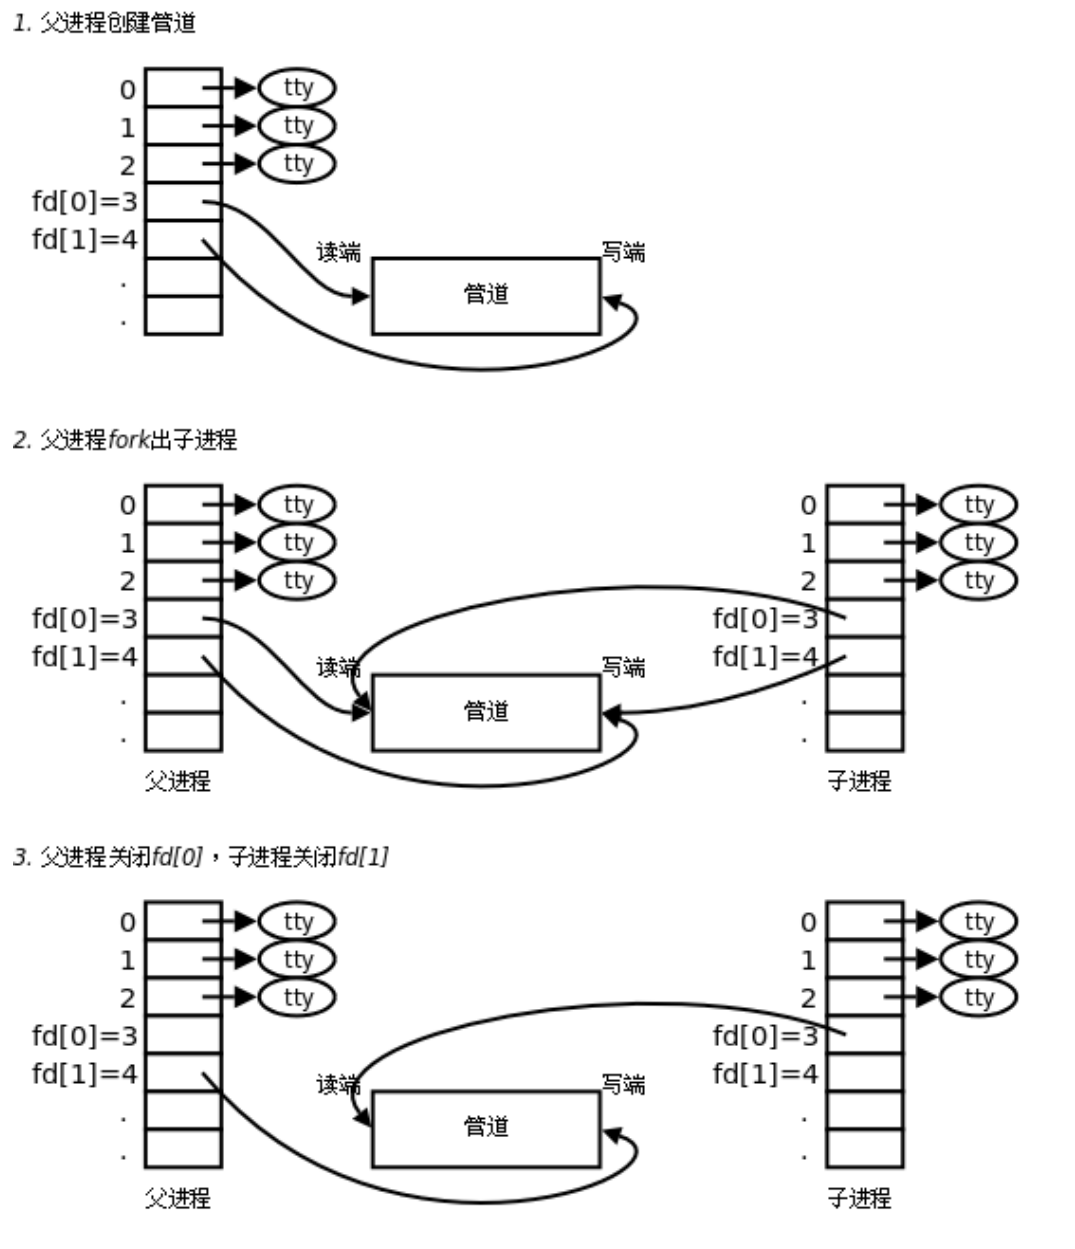 1. 父进程创建管道
0 tty
1 tty
2 tty
fd[0]=3
fd[1]=4
读端 写端
.
管道
.
2. 父进程fork出子进程
0 tty 0 tty
1 tty 1 tty
2 tty 2 tty
fd[0]=3 fd[0]=3
fd[1]=4 读端 写端 fd[1]=4
. .
管道
. .
父进程 子进程
3. 父进程关闭fd[0]，子进程关闭fd[1]
0 tty 0 tty
1 tty 1 tty
2 tty 2 tty
fd[0]=3 fd[0]=3
fd[1]=4 读端 写端 fd[1]=4
. .
管道
. .
父进程 子进程